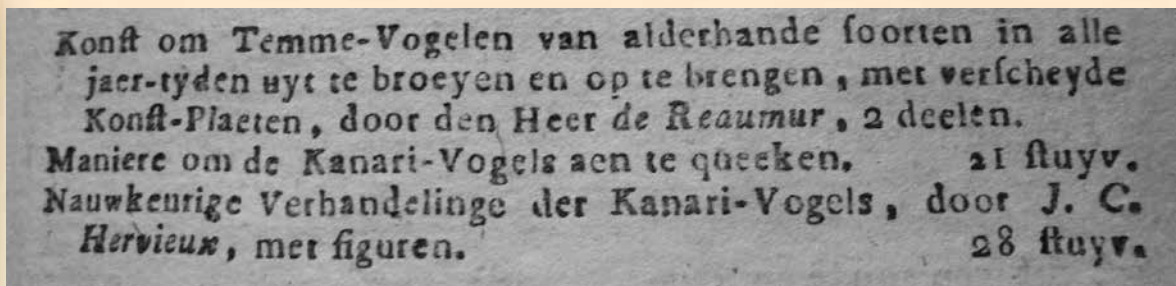 Konſt om Temme-Vogelen van alderhande ſoorten in alle
jaer-tyden uyt te broeyen en op te brengen, met verſcheyde
Konſt-Plaeten, door den Heer de Reaumur, 2 deelen.
Maniere om de Kanari-Vogels aen te queeken. 21 ſtuyv.
Nauwkeurige Verhandelinge der Kanari-Vogels, door J. C.
Hervieux, met figuren. 28 ſtuyv.